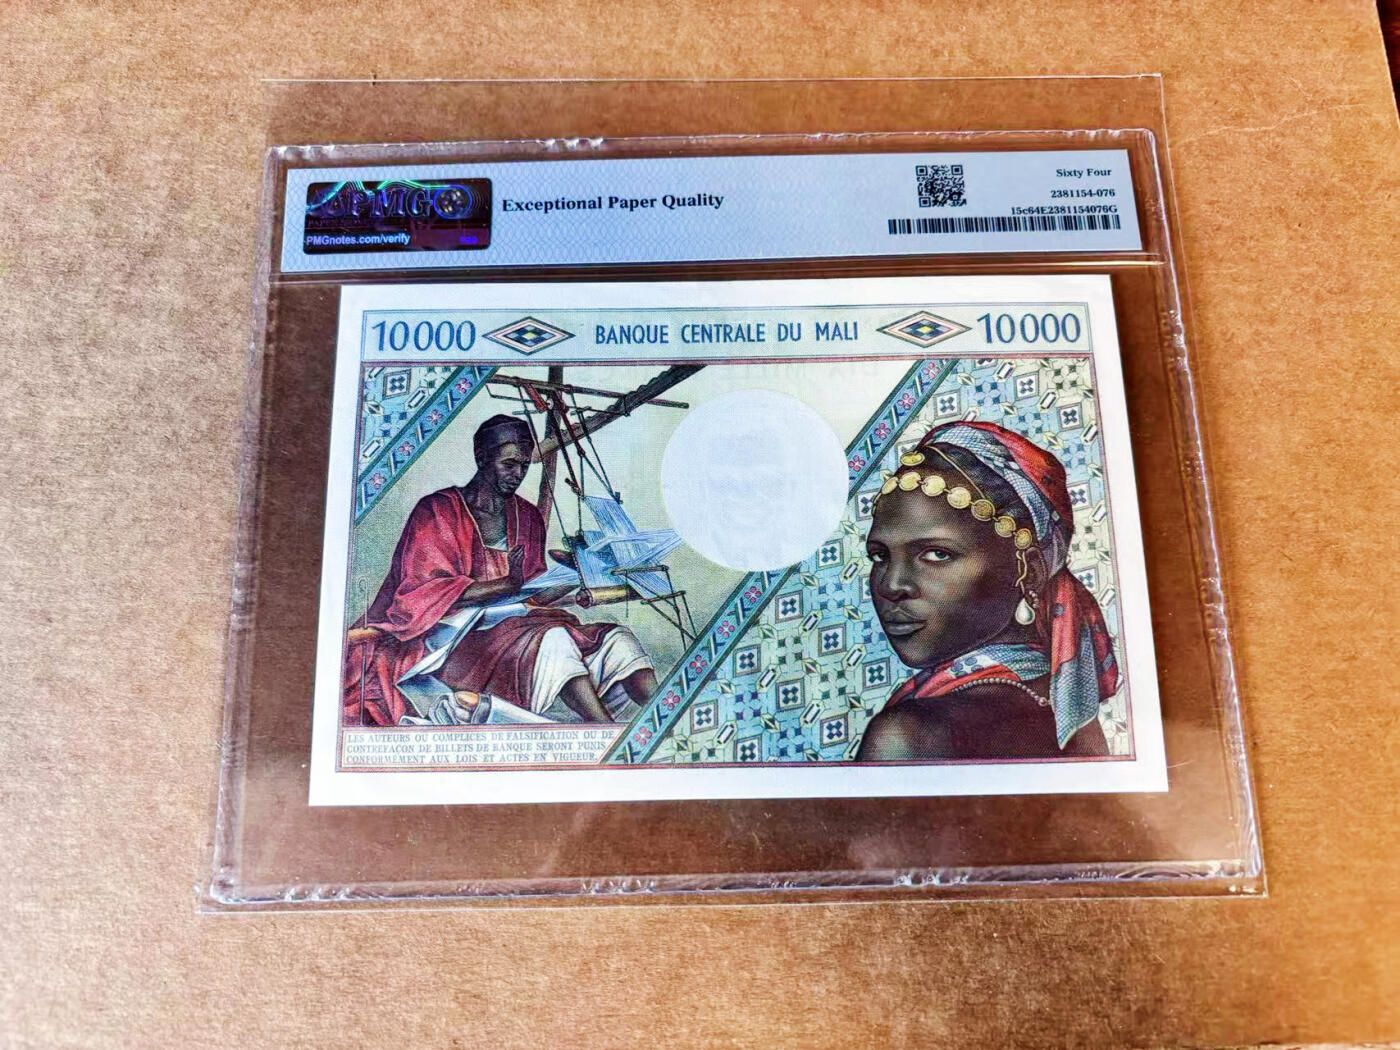 PMG
PMGnotes.com/verify
Exceptional Paper Quality
Sixty Four
2381154-076
15c64E2381154076G
10000 BANQUE CENTRALE DU MALI 10000
LES AUTEURS OU COMPLICES DE FALSIFICATION OU DE
CONTREFAÇON DE BILLETS DE BANQUE SERONT PUNIS
CONFORMÉMENT AUX LOIS ET ACTES EN VIGUEUR.